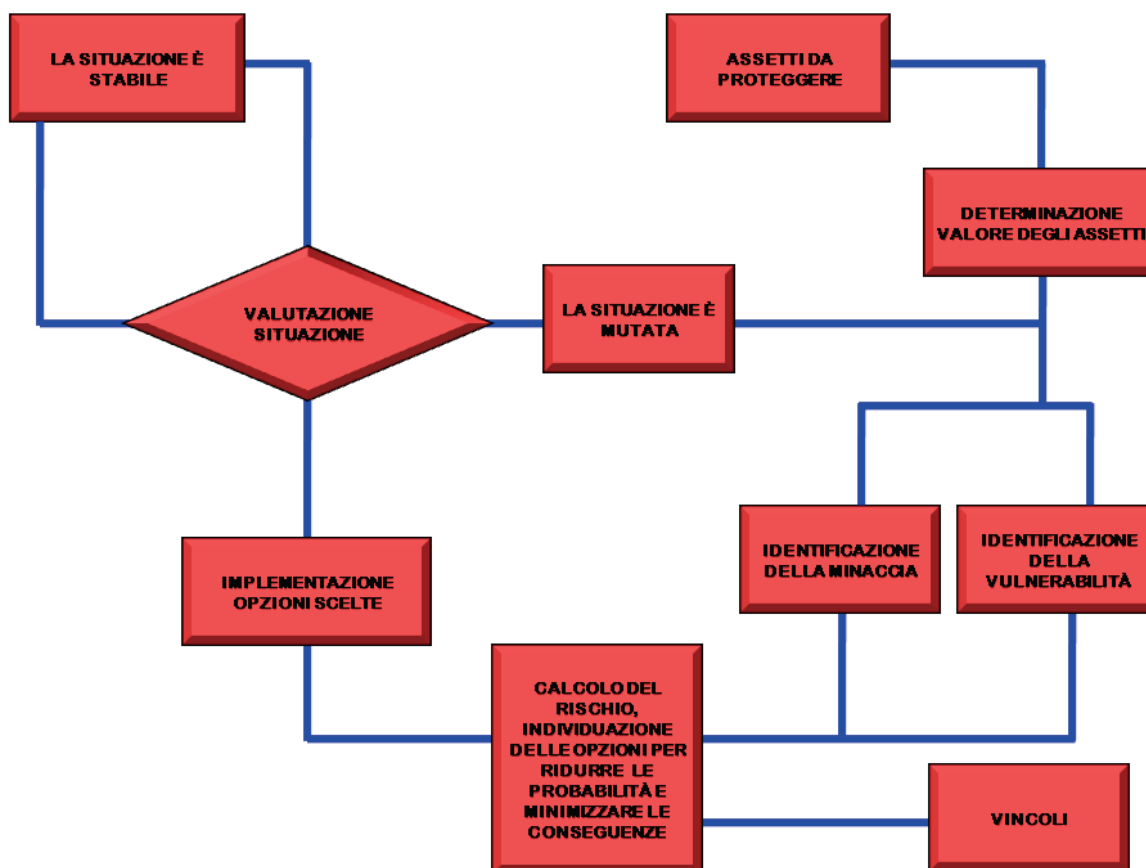 LA SITUAZIONE È
STABILE
ASSETTI DA
PROTEGGERE
DETERMINAZIONE
VALORE DEGLI ASSETTI
VALUTAZIONE
SITUAZIONE
LA SITUAZIONE È
MUTATA
IDENTIFICAZIONE
DELLA MINACCIA
IDENTIFICAZIONE
DELLA
VULNERABILITÀ
IMPLEMENTAZIONE
OPZIONI SCELTE
CALCOLO DEL
RISCHIO,
INDIVIDUAZIONE
DELLE OPZIONI PER
RIDURRE LE
PROBABILITÀ E
MINIMIZZARE LE
CONSEGUENZE
VINCOLI